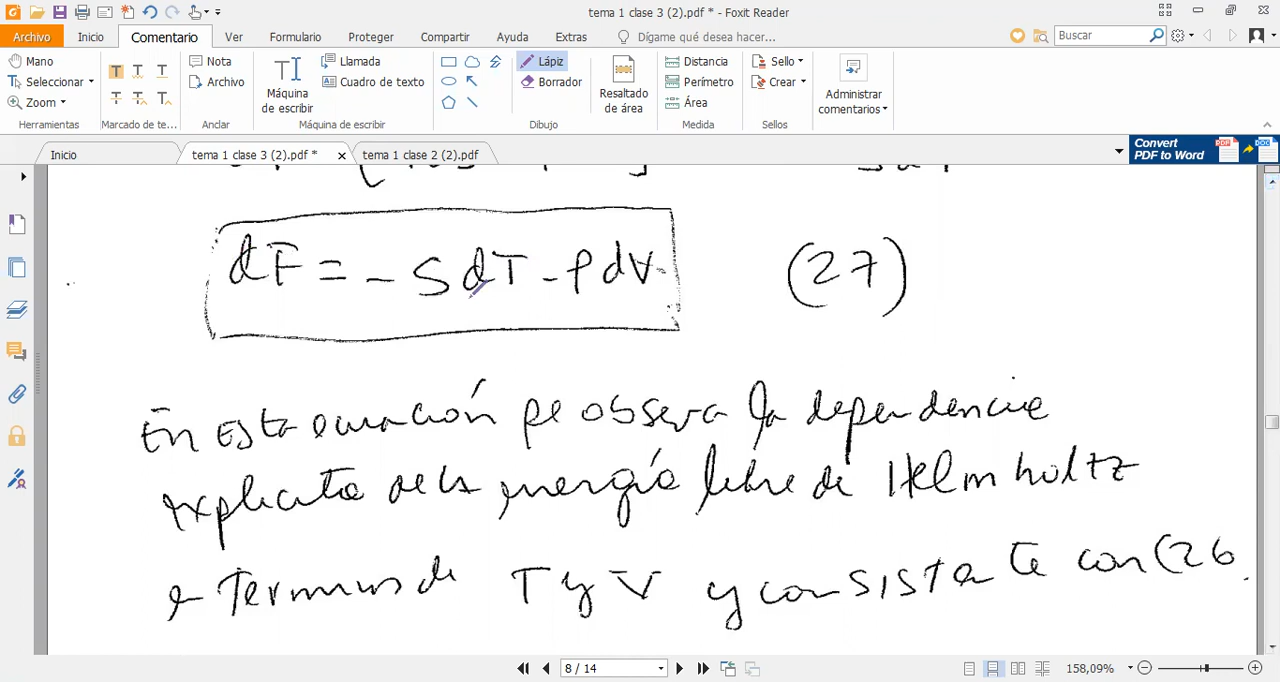 tema 1 clase 3 (2).pdf * - Foxit Reader
Archivo Inicio Comentario Ver Formulario Proteger Compartir Ayuda Extras Dígame qué desea hacer... Buscar
Mano
Seleccionar
Zoom
Herramientas
Marcado de te...
Nota
Archivo
Anclar
Máquina de escribir
Llamada
Cuadro de texto
Máquina de escribir
Lápiz
Borrador
Dibujo
Resaltado de área
Distancia
Perímetro
Área
Medida
Sello
Crear
Sellos
Administrar comentarios
Comentarios
Inicio tema 1 clase 3 (2).pdf * tema 1 clase 2 (2).pdf
Convert
PDF to Word
dF = - S dT - P dV (27)
En esta ecuación se observa la dependencia
explicita de la energía libre de Helmholtz
en terminos de T y V y consistente con (26
8 / 14 158,09%